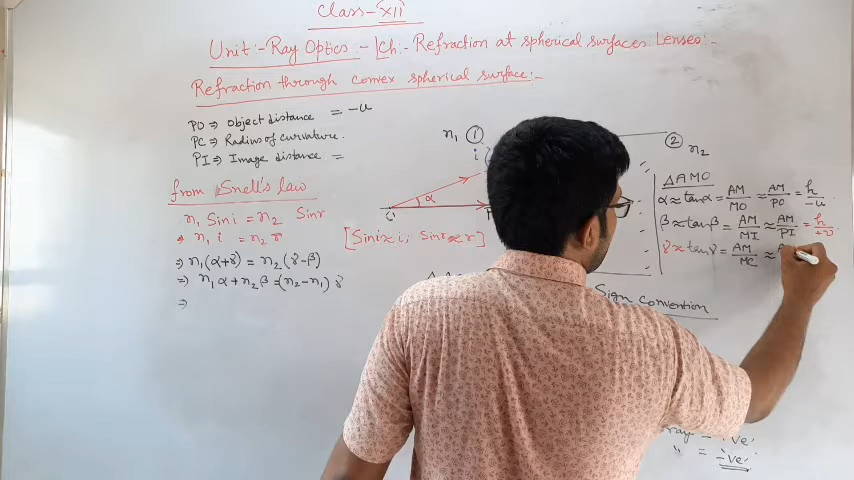 Class-XII
Unit:-Ray Optics - Ch:- Refraction at spherical surfaces: Lenses:-
Refraction through convex spherical surface:-
PO ⇒ Object distance = -u
PC ⇒ Radius of curvature.
PI ⇒ Image distance =
from Snell's law
n₁ Sin i = n₂ Sin r
⇒ n₁ i = n₂ r
[Sin i ≈ i; Sin r ≈ r]
⇒ n₁(α+γ) = n₂(γ-β)
⇒ n₁α + n₂β = (n₂-n₁)γ
⇒
n₁ ①
i
α
O
② n₂
ΔAMO
α≈tanα = AM/MO ≈ AM/PO = h/-u
β≈tanβ = AM/MI ≈ AM/PI = h/+v
γ≈tanγ = AM/MC ≈
Sign convention
ray = 've'
" = -'ve'